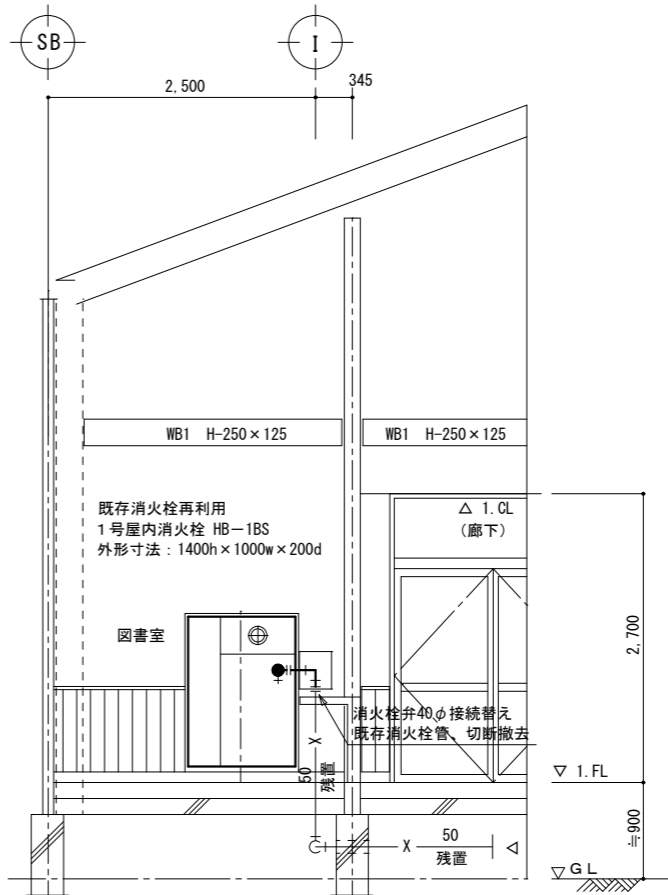 SB
I
2,500
345
WB1 H-250×125
WB1 H-250×125
既存消火栓再利用
1号屋内消火栓 HB－1BS
外形寸法：1400h×1000w×200d
△ 1.CL
（廊下）
図書室
2,700
消火栓弁40φ接続替え
既存消火栓管、切断撤去
X
50
残置
▽ 1.FL
X
50
残置
≒900
▽GL